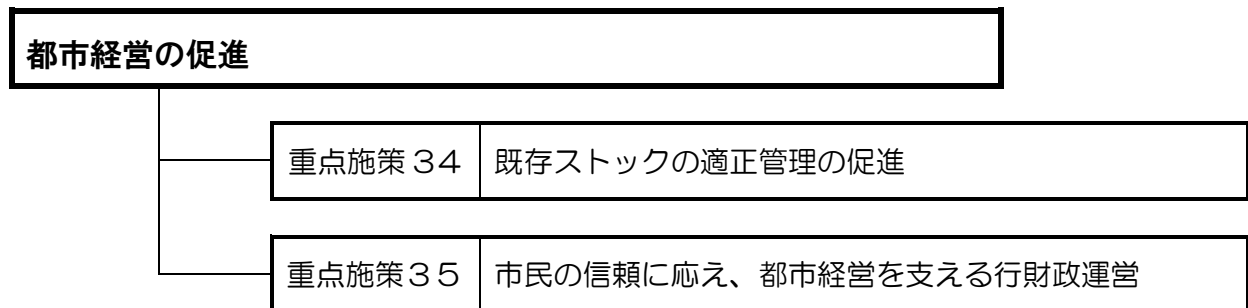 都市経営の促進
重点施策３４ 既存ストックの適正管理の促進
重点施策３５ 市民の信頼に応え、都市経営を支える行財政運営